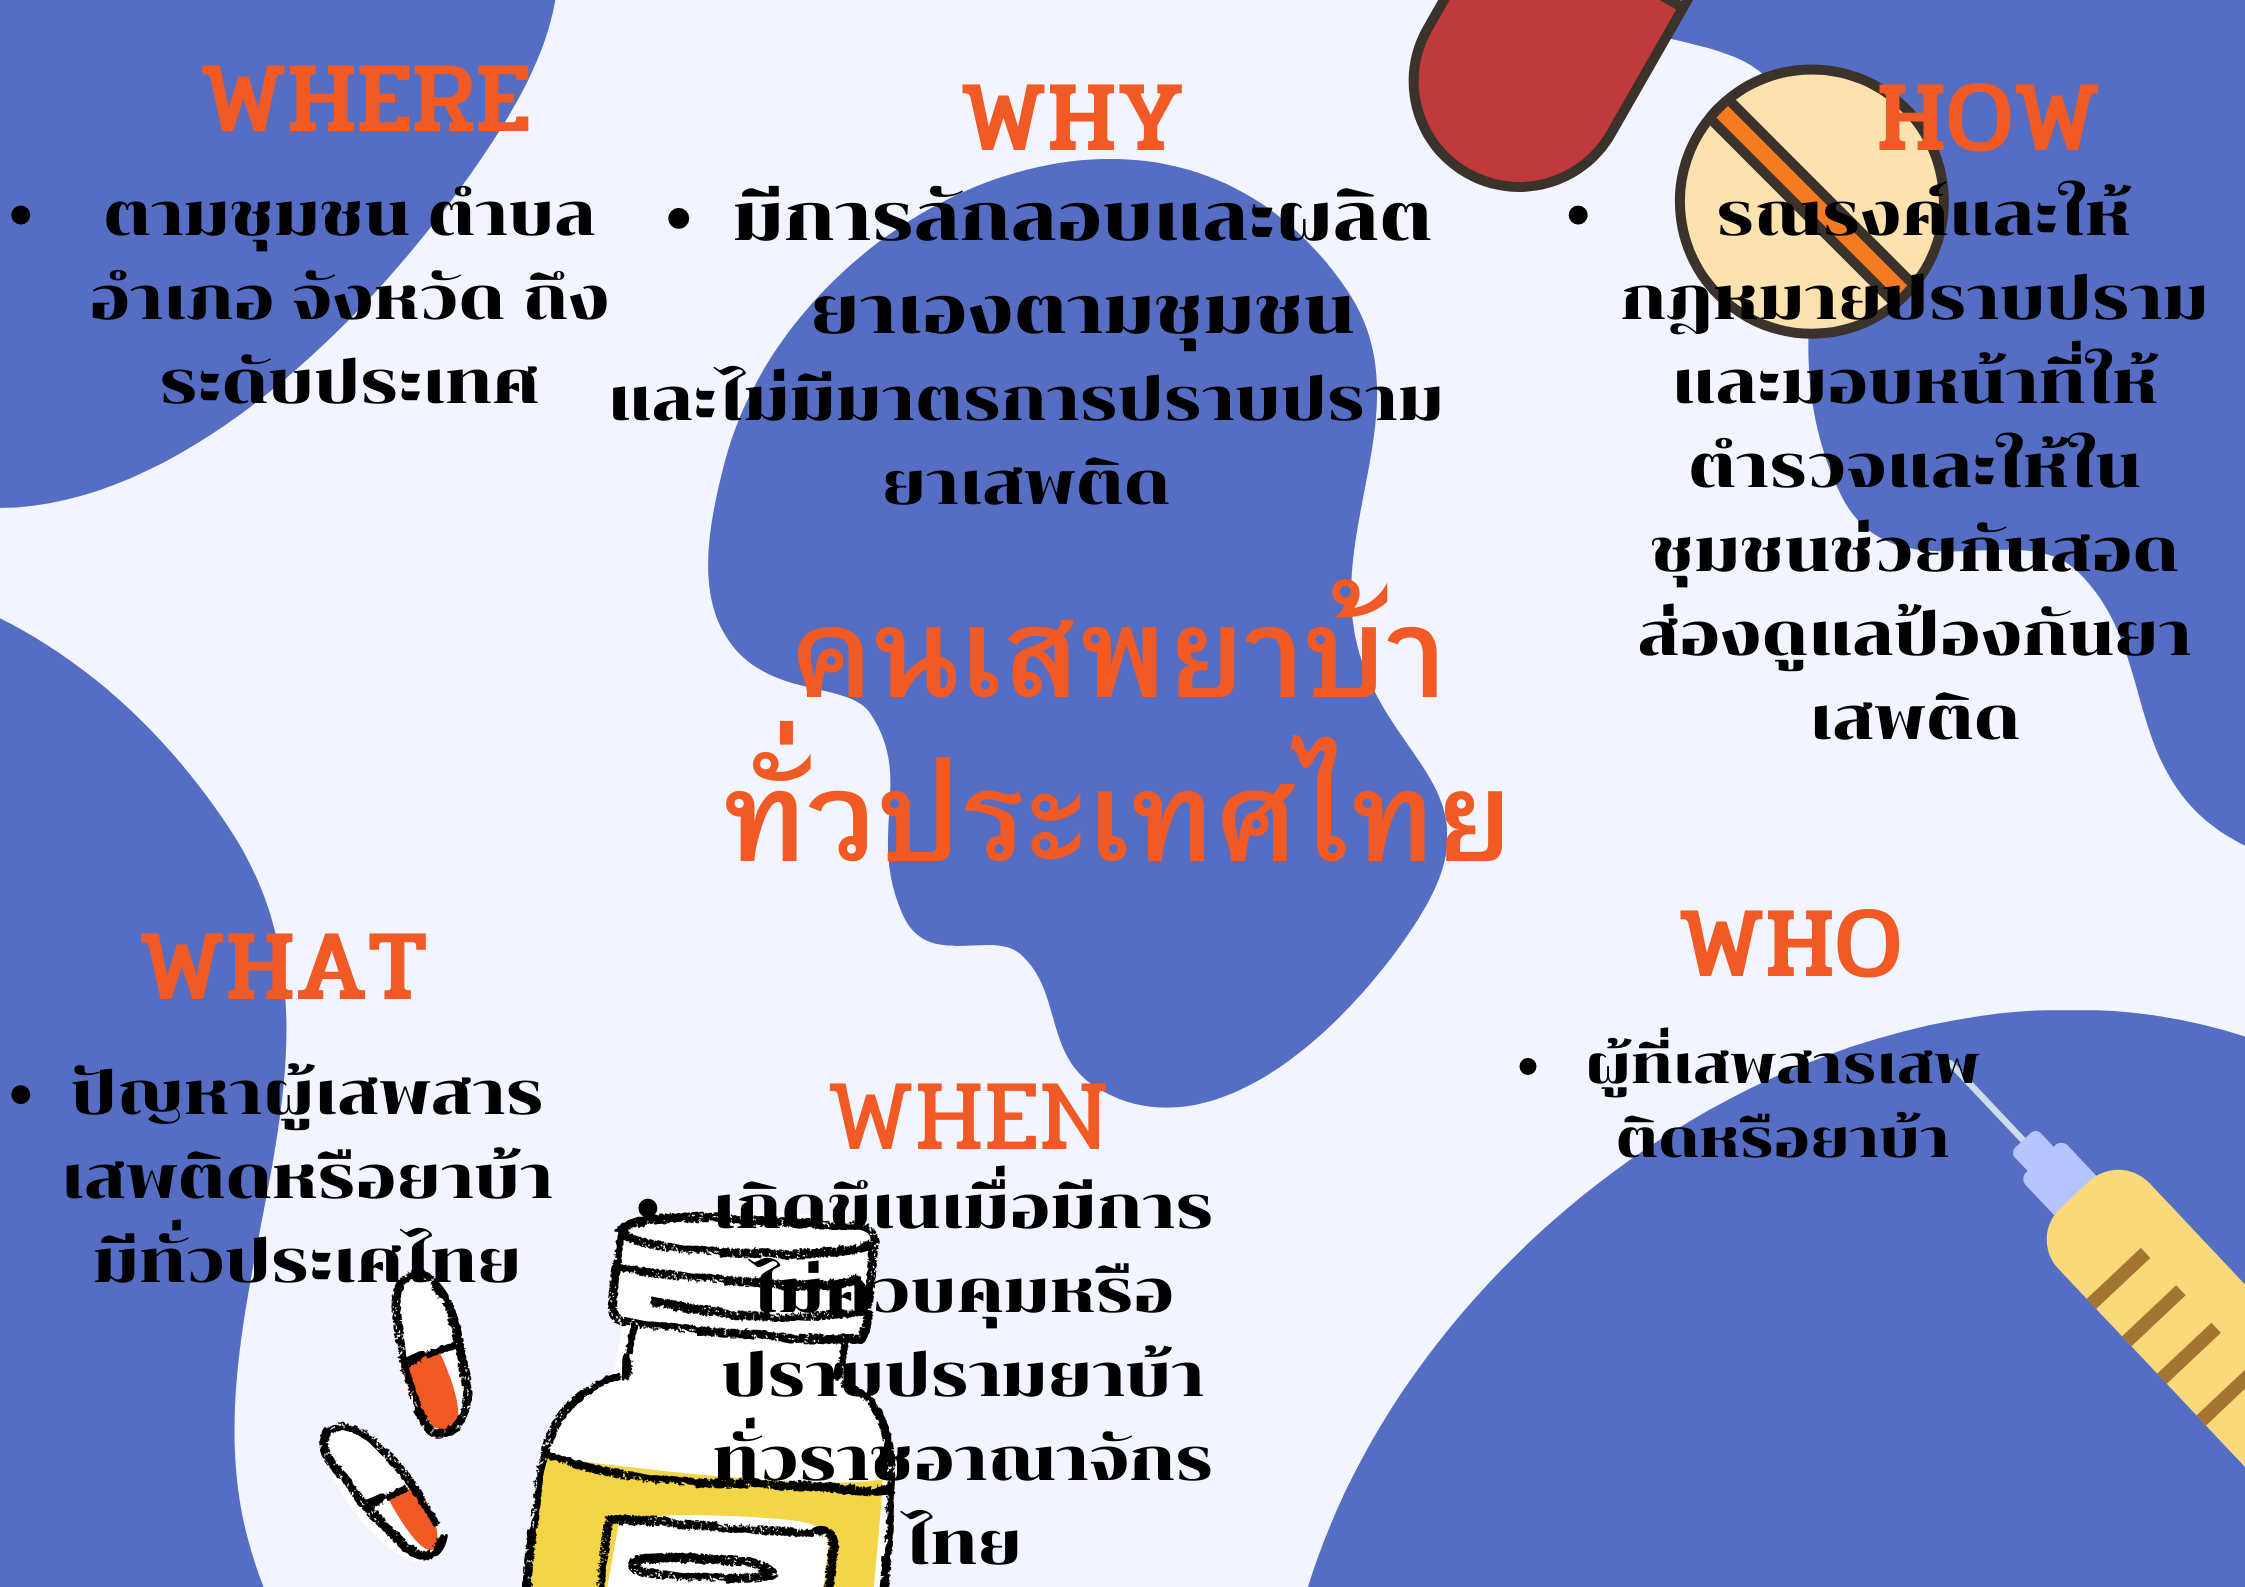 WHERE
• ตามชุมชน ตำบล
อำเภอ จังหวัด ถึง
ระดับประเทศ
WHY
• มีการลักลอบและผลิต
ยาเองตามชุมชน
และไม่มีมาตรการปราบปราม
ยาเสพติด
HOW
• รณรงค์และให้
กฎหมายปราบปราม
และมอบหน้าที่ให้
ตำรวจและให้ใน
ชุมชนช่วยกันสอด
ส่องดูแลป้องกันยา
เสพติด
คนเสพยาบ้า
ทั่วประเทศไทย
WHAT
• ปัญหาผู้เสพสาร
เสพติดหรือยาบ้า
มีทั่วประเศไทย
WHEN
• เกิดขึเนเมื่อมีการ
ไม่ควบคุมหรือ
ปราบปรามยาบ้า
ทั่วราชอาณาจักร
ไทย
WHO
• ผู้ที่เสพสารเสพ
ติดหรือยาบ้า